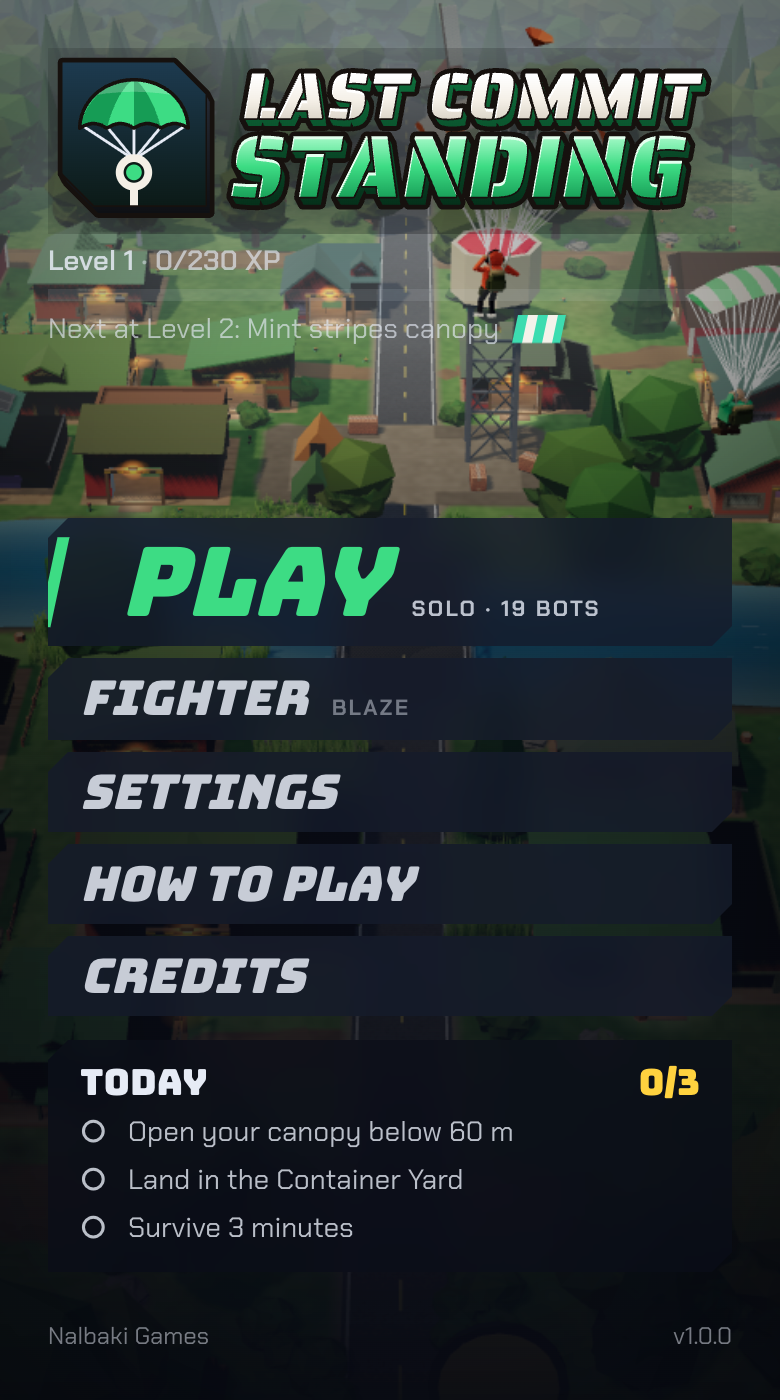 LAST COMMIT
STANDING
Level 1 · 0/230 XP
Next at Level 2: Mint stripes canopy
PLAY SOLO · 19 BOTS
FIGHTER BLAZE
SETTINGS
HOW TO PLAY
CREDITS
TODAY 0/3
Open your canopy below 60 m
Land in the Container Yard
Survive 3 minutes
Nalbaki Games v1.0.0